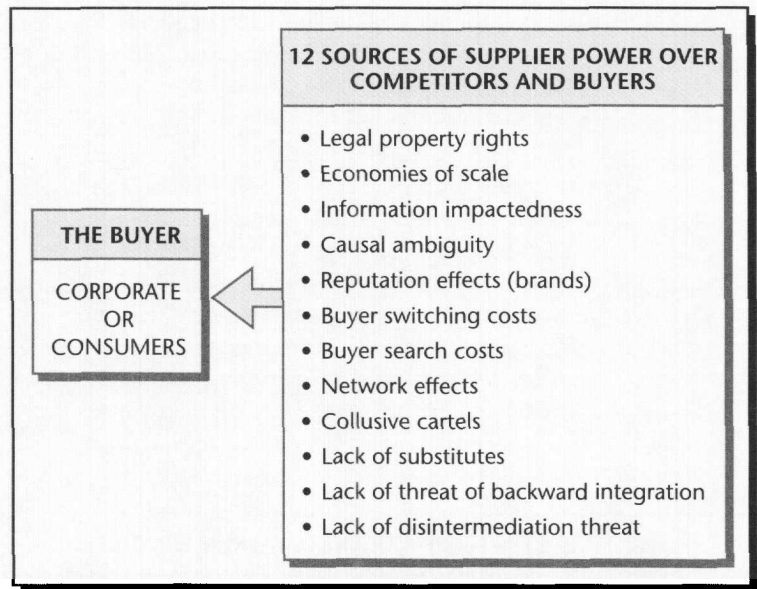 12 SOURCES OF SUPPLIER POWER OVER
COMPETITORS AND BUYERS
• Legal property rights
• Economies of scale
• Information impactedness
• Causal ambiguity
• Reputation effects (brands)
• Buyer switching costs
• Buyer search costs
• Network effects
• Collusive cartels
• Lack of substitutes
• Lack of threat of backward integration
• Lack of disintermediation threat
THE BUYER
CORPORATE
OR
CONSUMERS